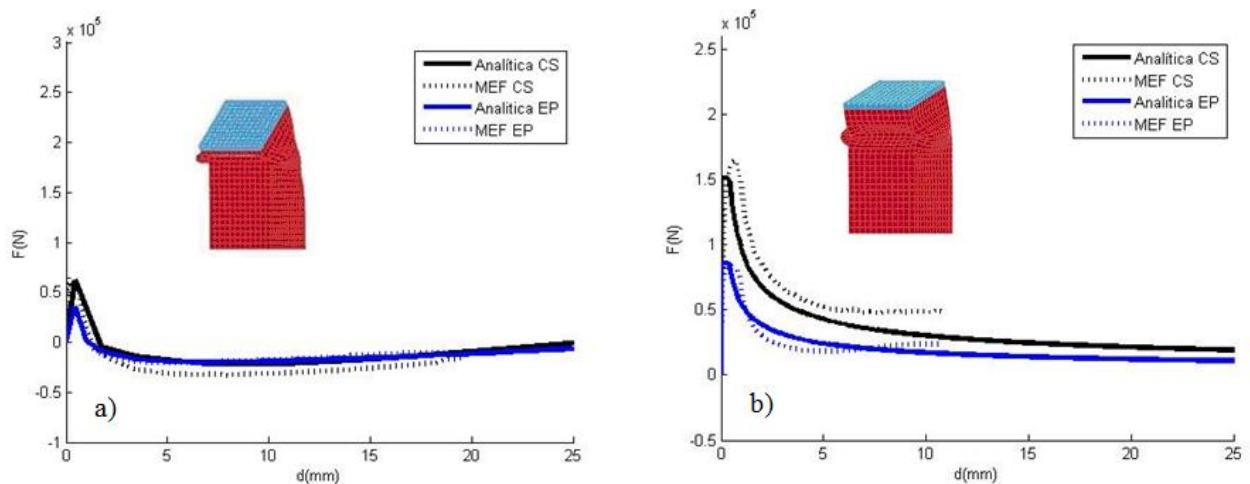 x 10^5
3
2.5
2
1.5
1
0.5
0
-0.5
-1
F(N)
0 5 10 15 20 25
d(mm)
Analítica CS
MEF CS
Analitica EP
MEF EP
a)
x 10^5
2.5
2
1.5
1
0.5
0
-0.5
F(N)
0 5 10 15 20 25
d(mm)
Analítica CS
MEF CS
Analitica EP
MEF EP
b)